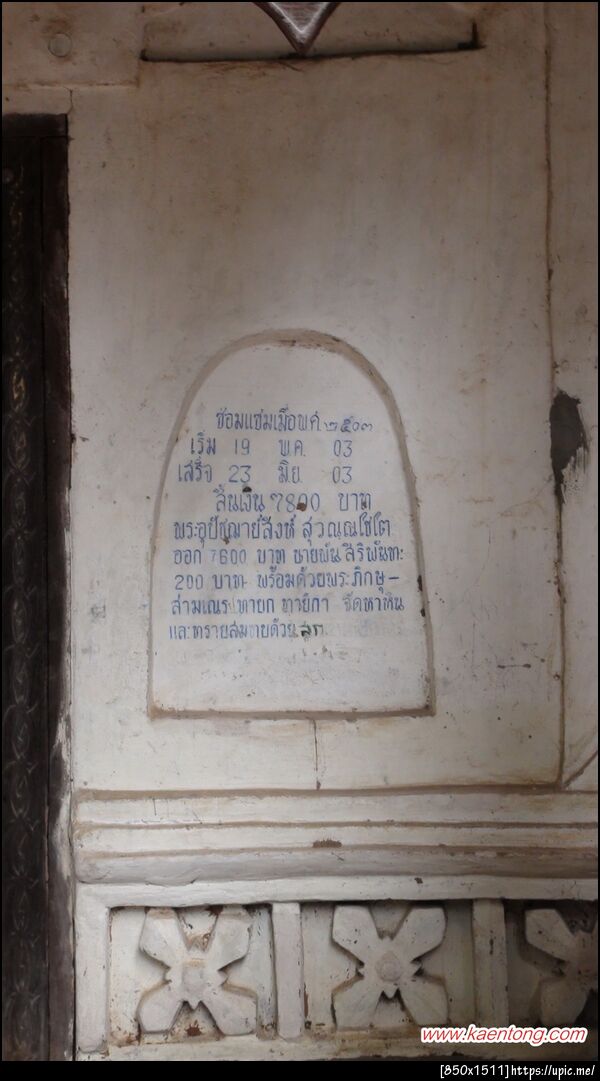 ซ่อมแซมเมื่อพศ ๒๕๐๓
เริ่ม 19 พ.ค. 03
เสร็จ 23 มิ.ย. 03
สิ้นเงิน 7800 บาท
พระอุปัชฌาย์สิงห์ สุวณฺณโชโต
ออก 7600 บาท นายพัน สิริพันทะ
200 บาท พร้อมด้วยพระภิกษุ-
สามเณร ทายก ทายิกา จัดหาหิน
และทรายสมทบด้วย
www.kaentong.com
[850x1511]https://upic.me/